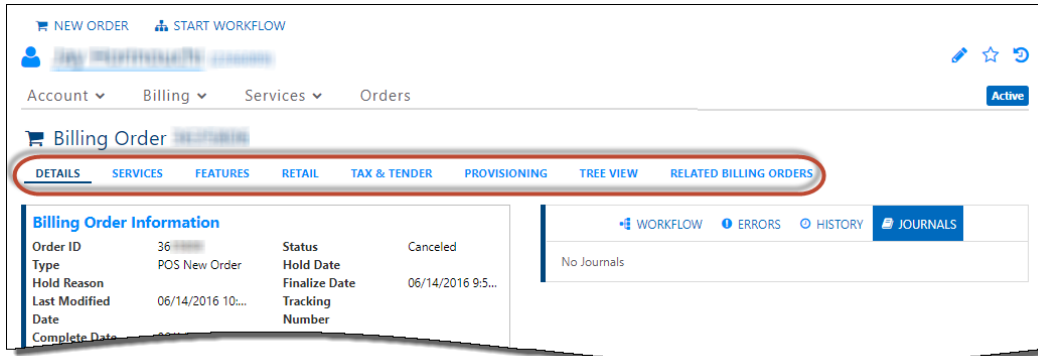 NEW ORDER START WORKFLOW
Account Billing Services Orders Active
Billing Order
DETAILS SERVICES FEATURES RETAIL TAX & TENDER PROVISIONING TREE VIEW RELATED BILLING ORDERS
Billing Order Information
WORKFLOW ERRORS HISTORY JOURNALS
Order ID 36 Status Canceled
Type POS New Order Hold Date
No Journals
Hold Reason Finalize Date 06/14/2016 9:5...
Last Modified 06/14/2016 10:... Tracking
Date Number
Complete Date